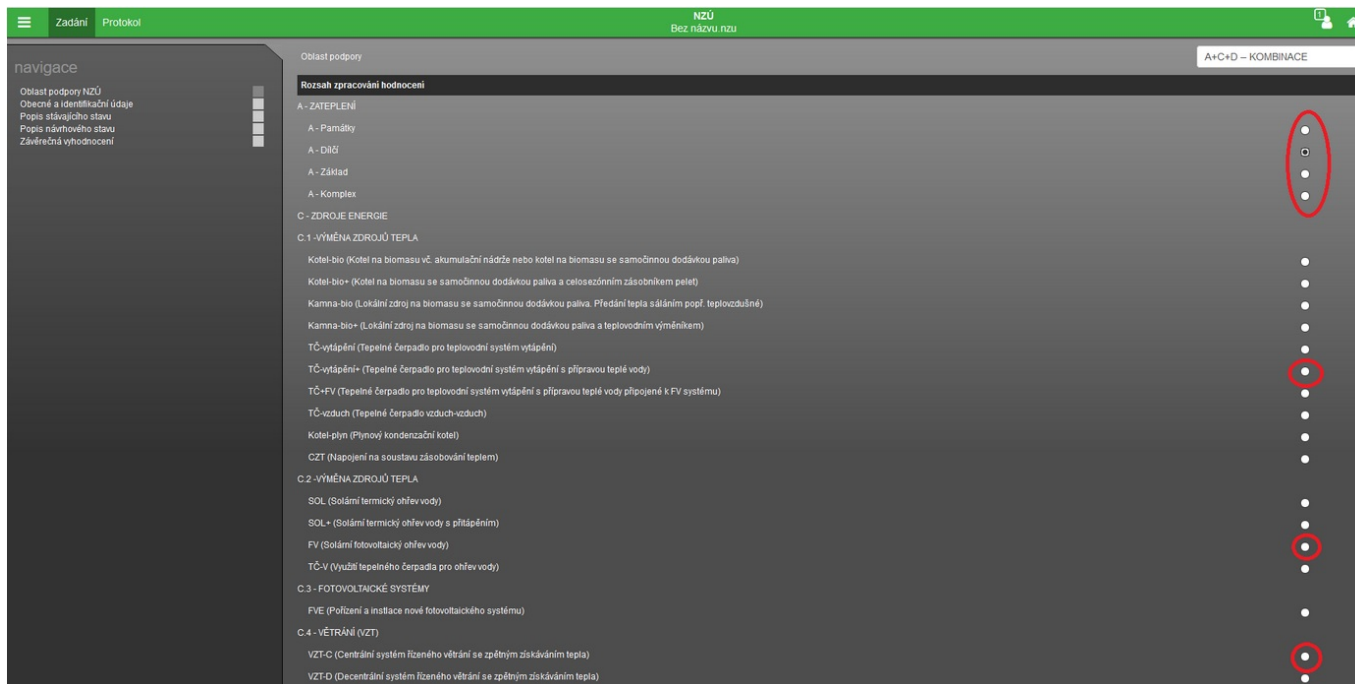 Zadání Protokol
NZÚ
Bez názvu.nzu
1
navigace
Oblast podpory NZÚ
Obecné a identifikační údaje
Popis stávajícího stavu
Popis návrhového stavu
Závěrečná vyhodnocení
Oblast podpory
A+C+D – KOMBINACE
Rozsah zpracování hodnocení
A - ZATEPLENÍ
A - Památky
A - Dílčí
A - Základ
A - Komplex
C - ZDROJE ENERGIE
C.1 -VÝMĚNA ZDROJŮ TEPLA
Kotel-bio (Kotel na biomasu vč. akumulační nádrže nebo kotel na biomasu se samočinnou dodávkou paliva)
Kotel-bio+ (Kotel na biomasu se samočinnou dodávkou paliva a celosezónním zásobníkem pelet)
Kamna-bio (Lokální zdroj na biomasu se samočinnou dodávkou paliva. Předání tepla sáláním popř. teplovzdušné)
Kamna-bio+ (Lokální zdroj na biomasu se samočinnou dodávkou paliva a teplovodním výměníkem)
TČ-vytápění (Tepelné čerpadlo pro teplovodní systém vytápění)
TČ-vytápění+ (Tepelné čerpadlo pro teplovodní systém vytápění s přípravou teplé vody)
TČ+FV (Tepelné čerpadlo pro teplovodní systém vytápění s přípravou teplé vody připojené k FV systému)
TČ-vzduch (Tepelné čerpadlo vzduch-vzduch)
Kotel-plyn (Plynový kondenzační kotel)
CZT (Napojení na soustavu zásobování teplem)
C.2 -VÝMĚNA ZDROJŮ TEPLA
SOL (Solární termický ohřev vody)
SOL+ (Solární termický ohřev vody s přitápěním)
FV (Solární fotovoltaický ohřev vody)
TČ-V (Využití tepelného čerpadla pro ohřev vody)
C.3 - FOTOVOLTAICKÉ SYSTÉMY
FVE (Pořízení a instlace nové fotovoltaického systému)
C.4 - VĚTRÁNÍ (VZT)
VZT-C (Centrální systém řízeného větrání se zpětným získáváním tepla)
VZT-D (Decentrální systém řízeného větrání se zpětným získáváním tepla)